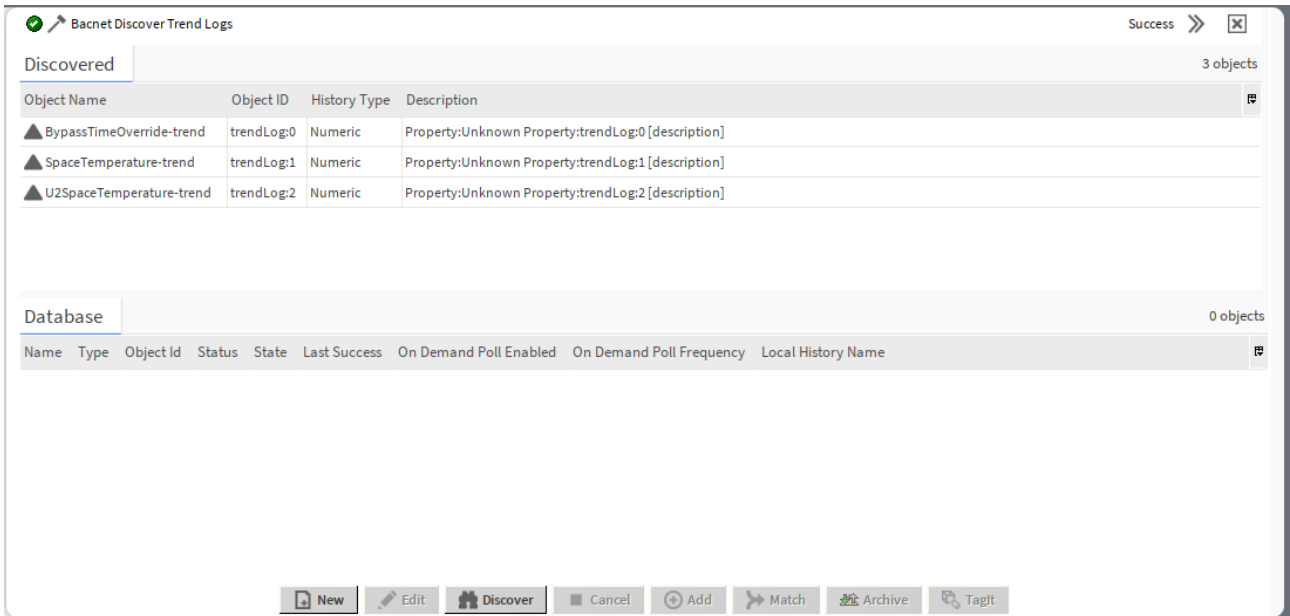 Bacnet Discover Trend Logs Success
Discovered 3 objects
Object Name Object ID History Type Description
BypassTimeOverride-trend trendLog:0 Numeric Property:Unknown Property:trendLog:0 [description]
SpaceTemperature-trend trendLog:1 Numeric Property:Unknown Property:trendLog:1 [description]
U2SpaceTemperature-trend trendLog:2 Numeric Property:Unknown Property:trendLog:2 [description]
Database 0 objects
Name Type Object Id Status State Last Success On Demand Poll Enabled On Demand Poll Frequency Local History Name
New Edit Discover Cancel Add Match Archive TagIt